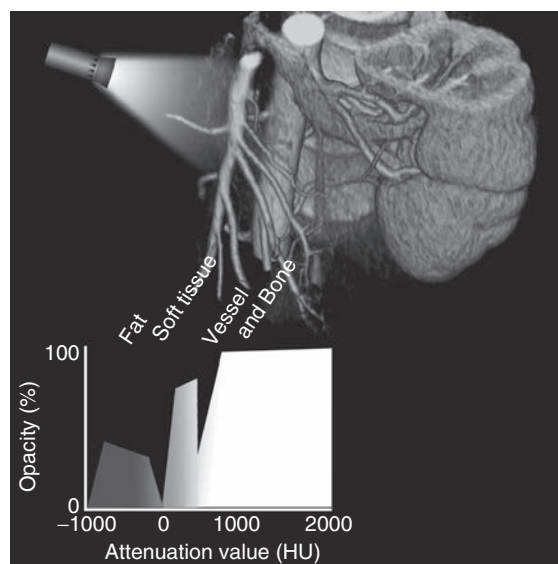 Fat
Soft tissue
Vessel
and Bone
100
Opacity (%)
0
−1000 0 1000 2000
Attenuation value (HU)